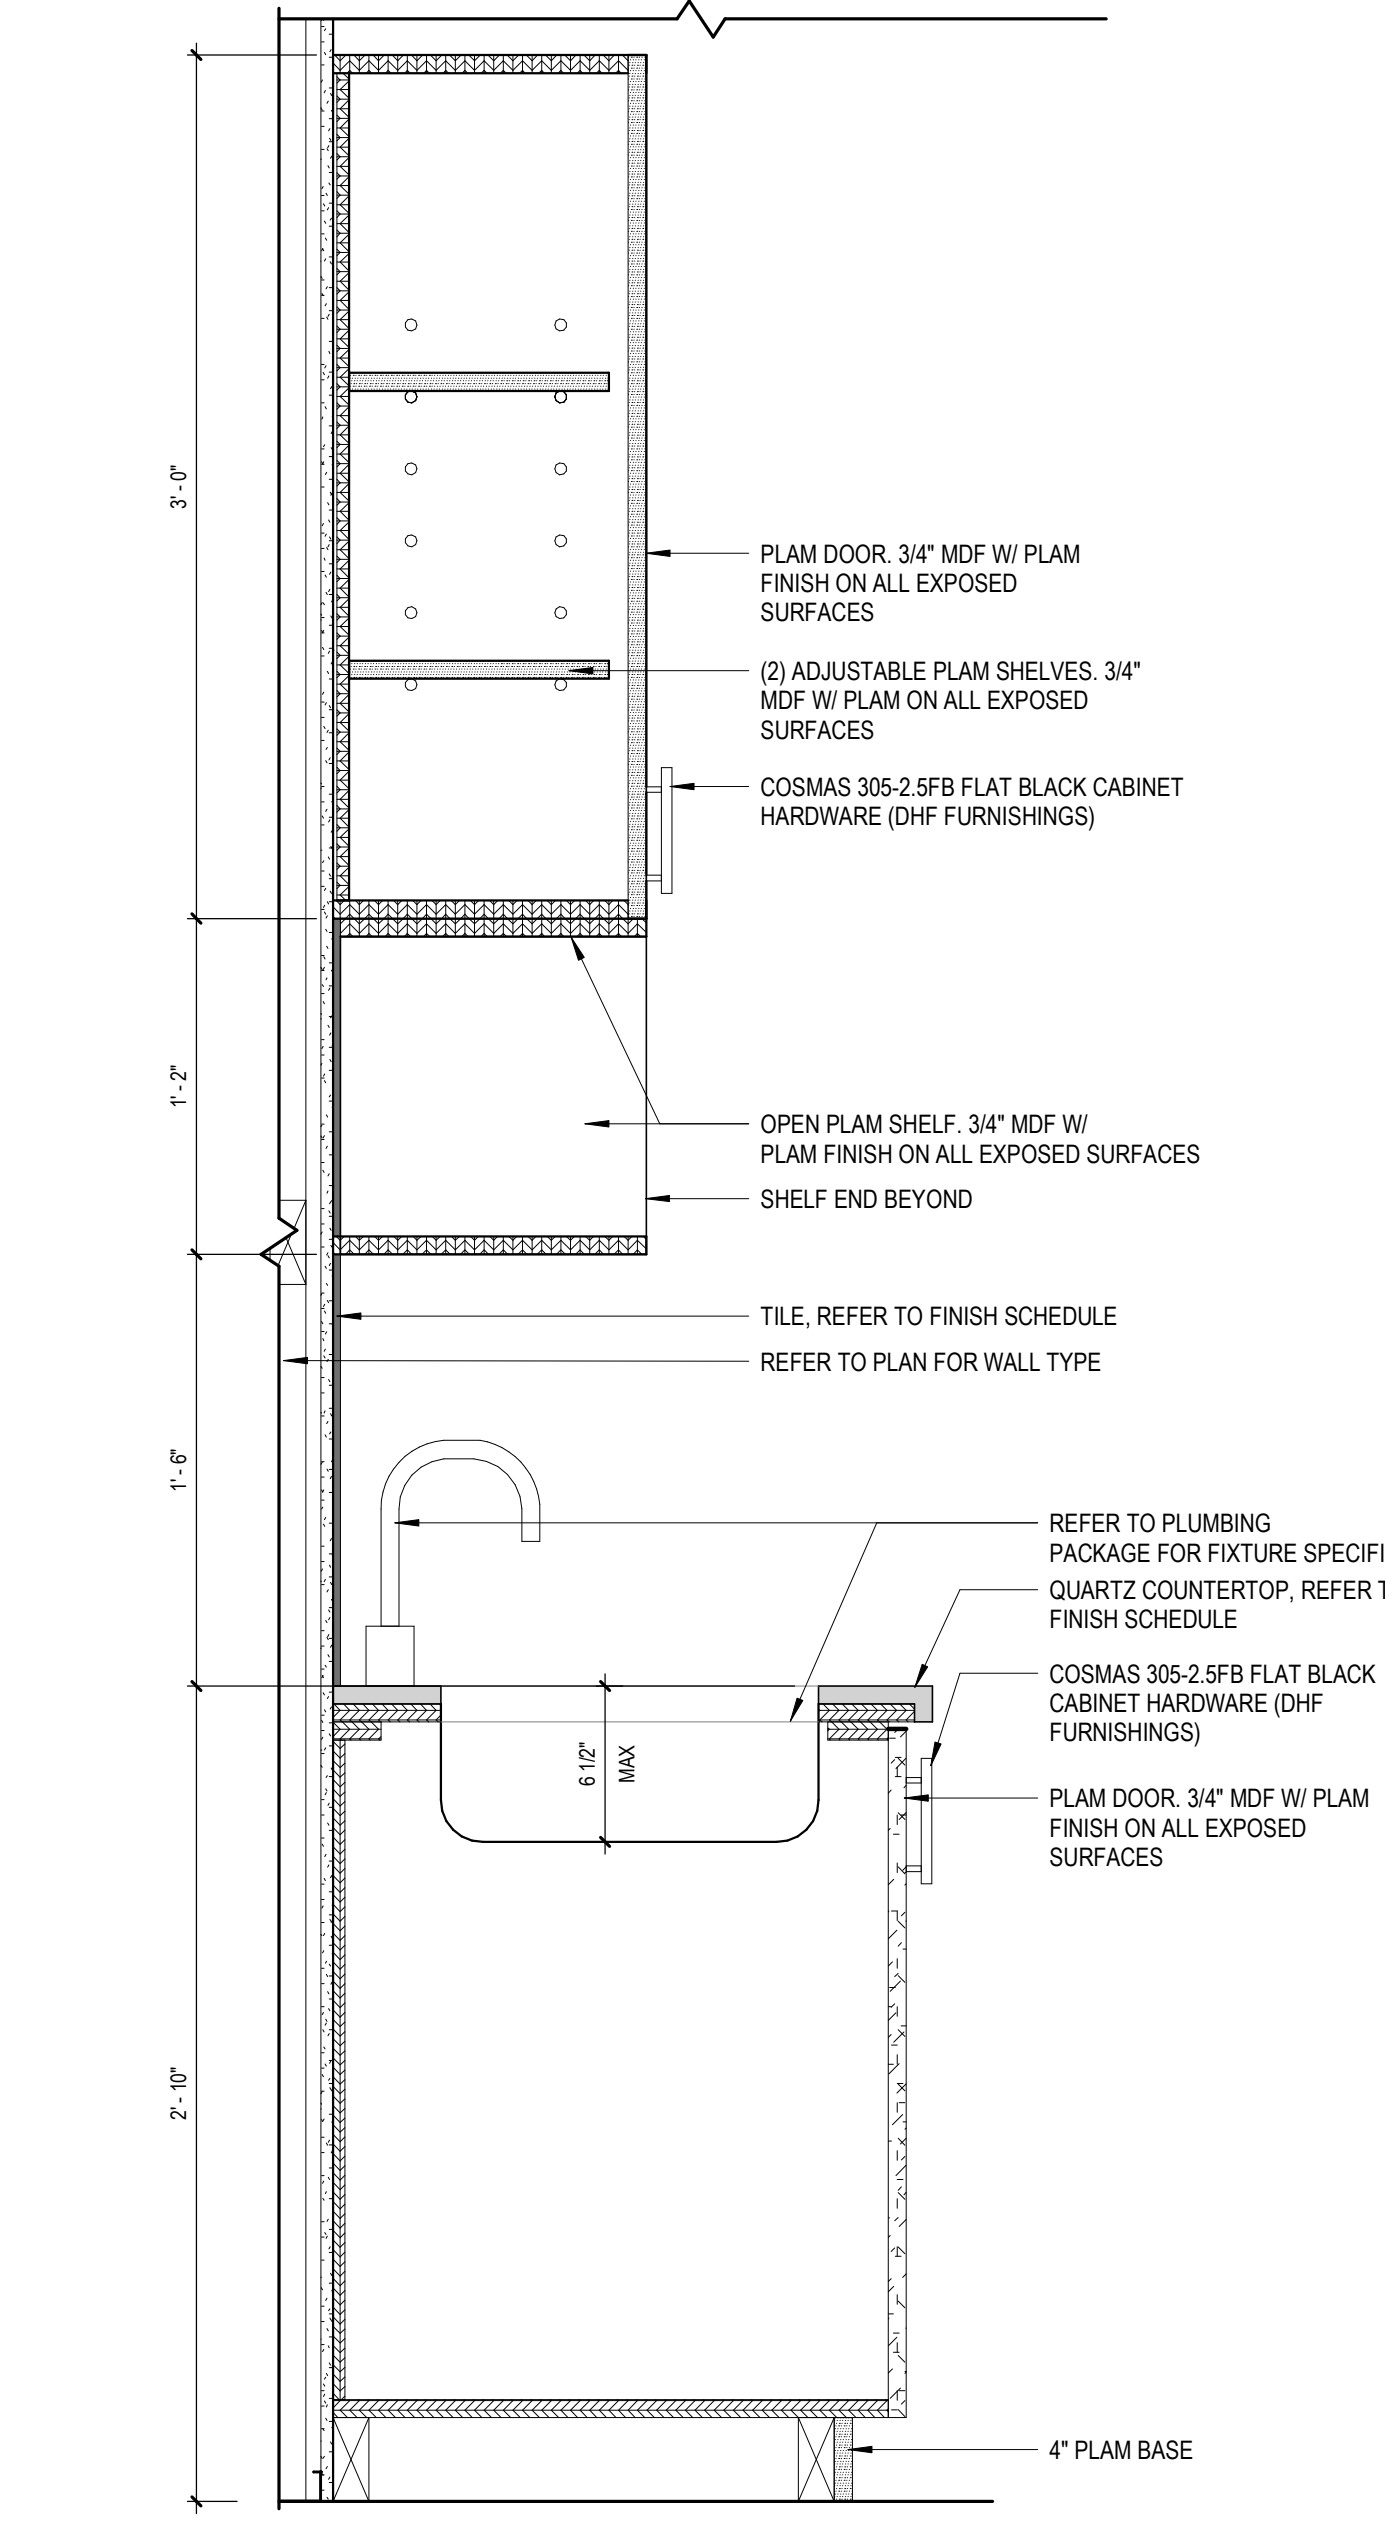 3' - 0"
PLAM DOOR. 3/4" MDF W/ PLAM
FINISH ON ALL EXPOSED
SURFACES
(2) ADJUSTABLE PLAM SHELVES. 3/4"
MDF W/ PLAM ON ALL EXPOSED
SURFACES
COSMAS 305-2.5FB FLAT BLACK CABINET
HARDWARE (DHF FURNISHINGS)
1' - 2"
OPEN PLAM SHELF. 3/4" MDF W/
PLAM FINISH ON ALL EXPOSED SURFACES
SHELF END BEYOND
TILE, REFER TO FINISH SCHEDULE
REFER TO PLAN FOR WALL TYPE
1' - 6"
REFER TO PLUMBING
PACKAGE FOR FIXTURE SPECIFI
QUARTZ COUNTERTOP, REFER T
FINISH SCHEDULE
COSMAS 305-2.5FB FLAT BLACK
CABINET HARDWARE (DHF
FURNISHINGS)
6 1/2"
MAX
PLAM DOOR. 3/4" MDF W/ PLAM
FINISH ON ALL EXPOSED
SURFACES
2' - 10"
4" PLAM BASE